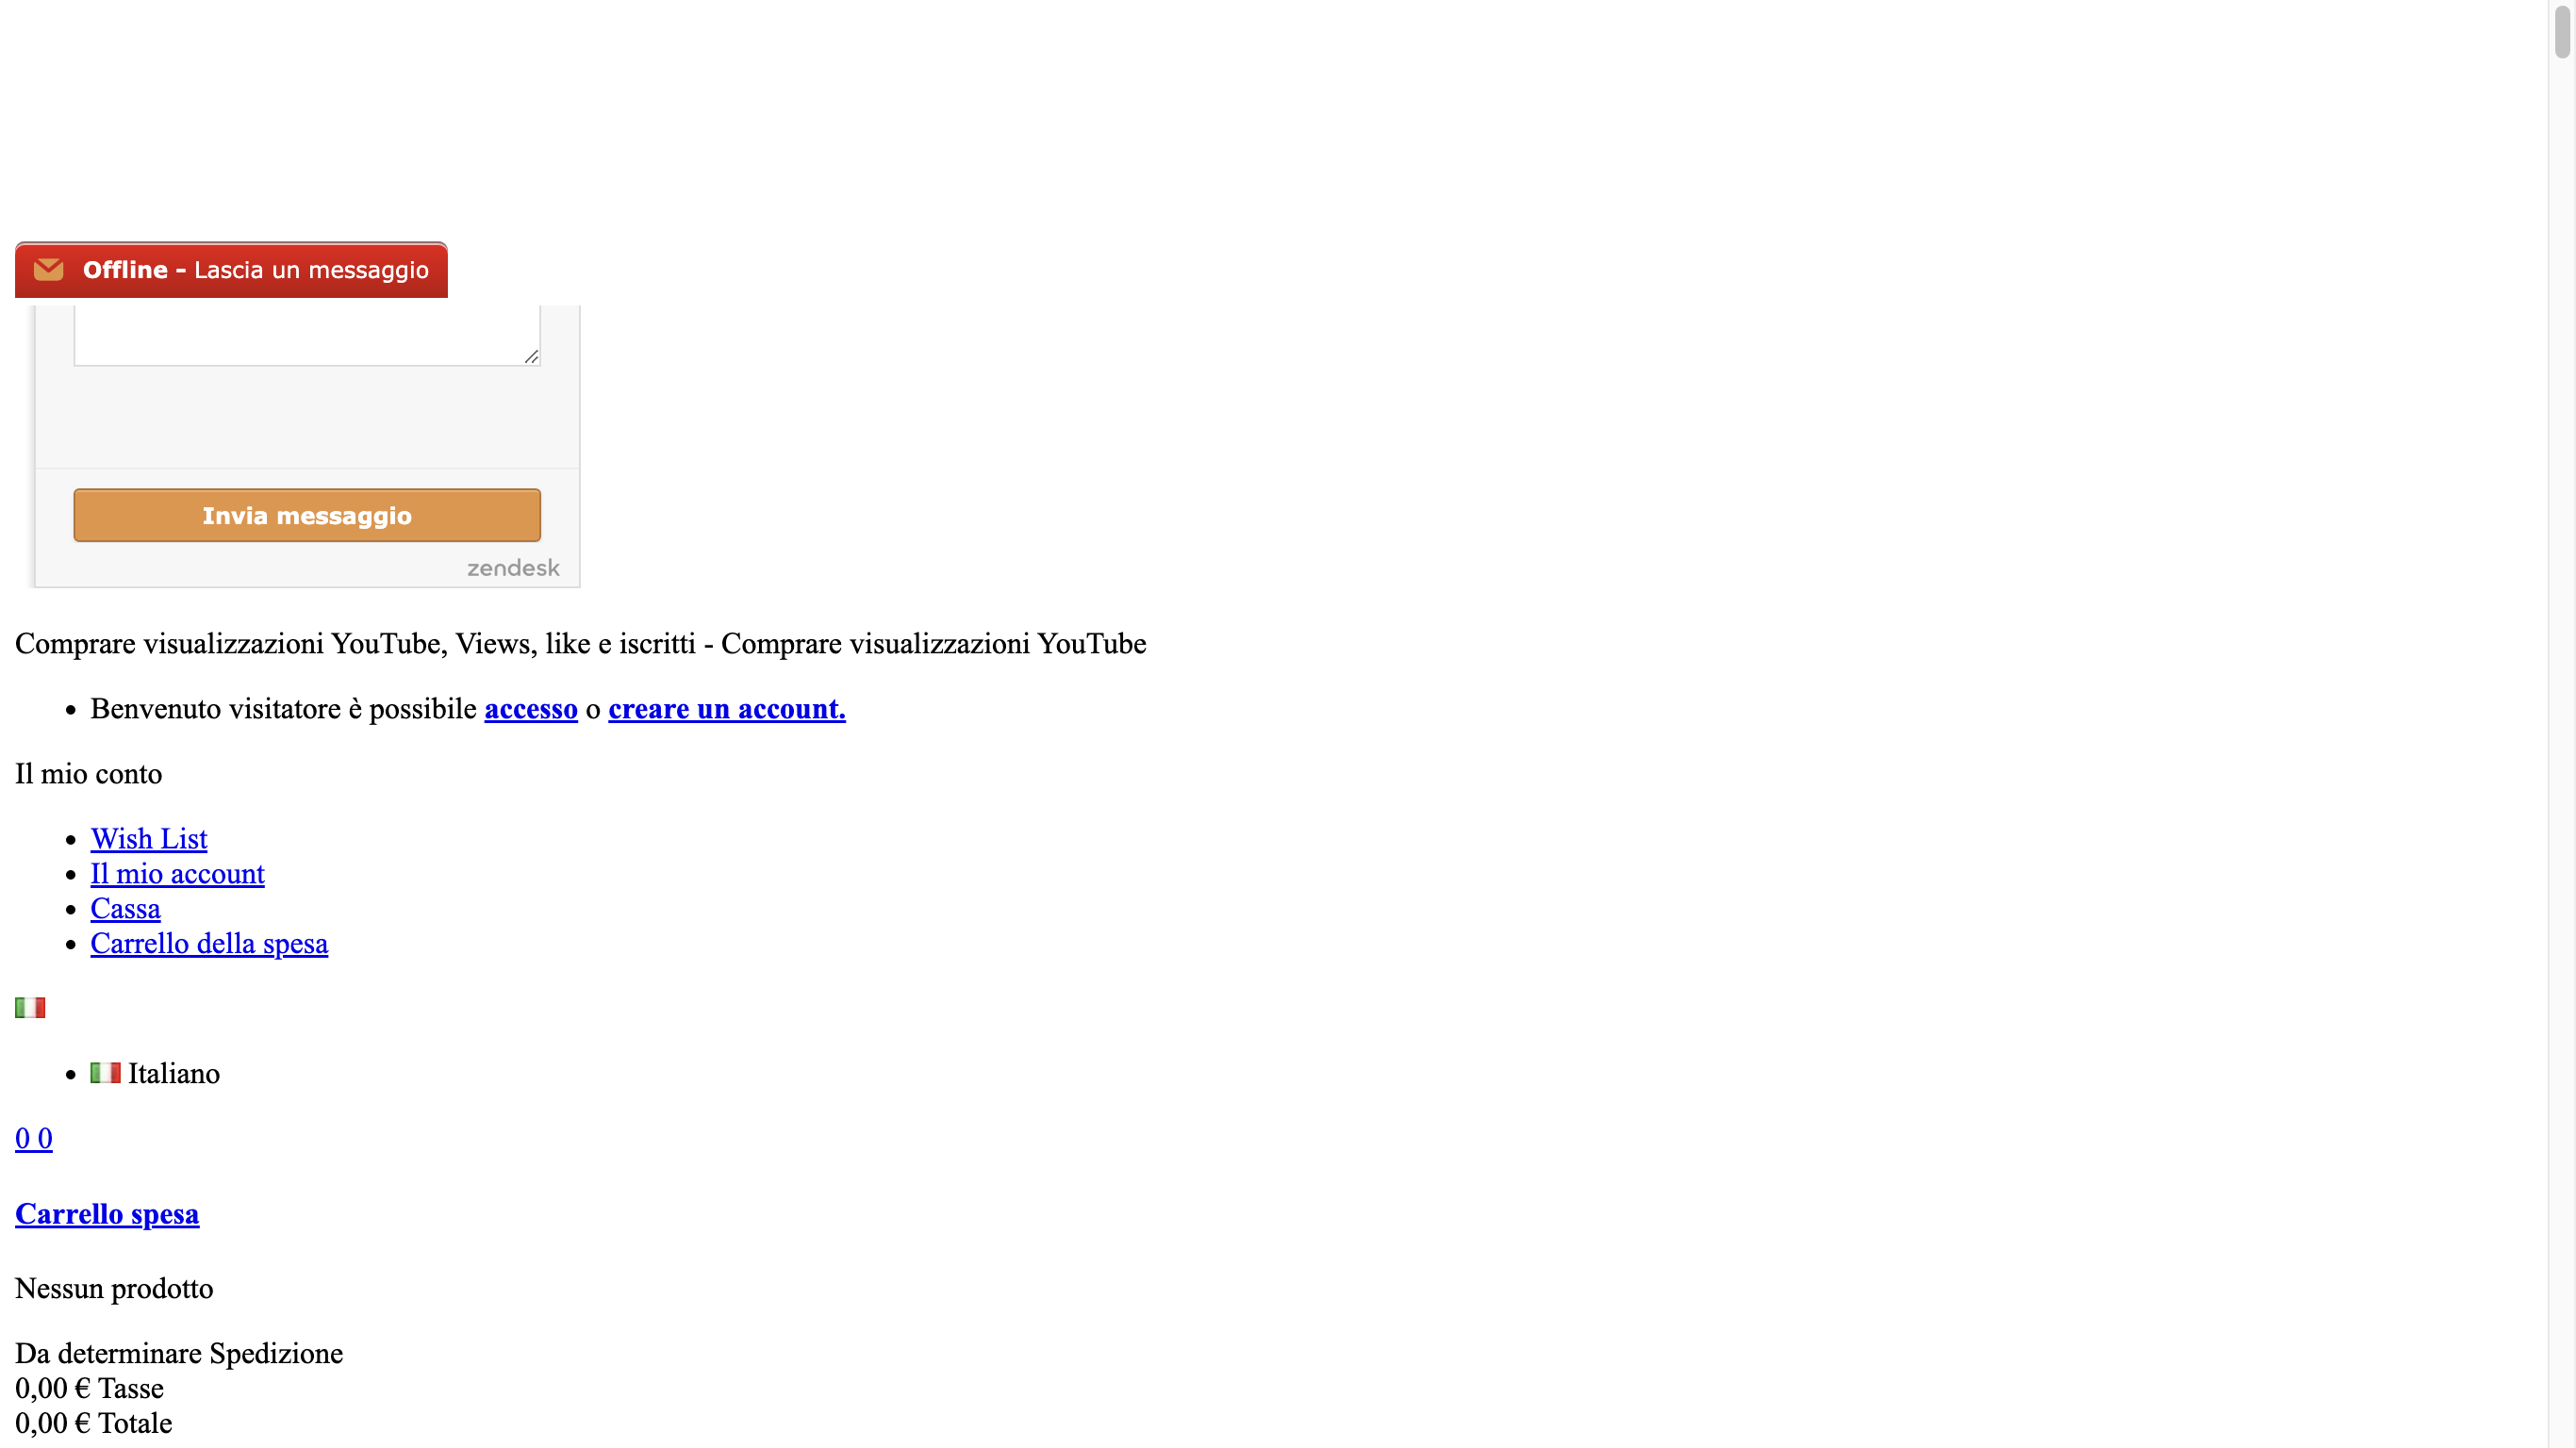 Offline - Lascia un messaggio
Invia messaggio
zendesk
Comprare visualizzazioni YouTube, Views, like e iscritti - Comprare visualizzazioni YouTube
Benvenuto visitatore è possibile accesso o creare un account.
Il mio conto
Wish List
Il mio account
Cassa
Carrello della spesa
Italiano
0 0
Carrello spesa
Nessun prodotto
Da determinare Spedizione
0,00 € Tasse
0,00 € Totale